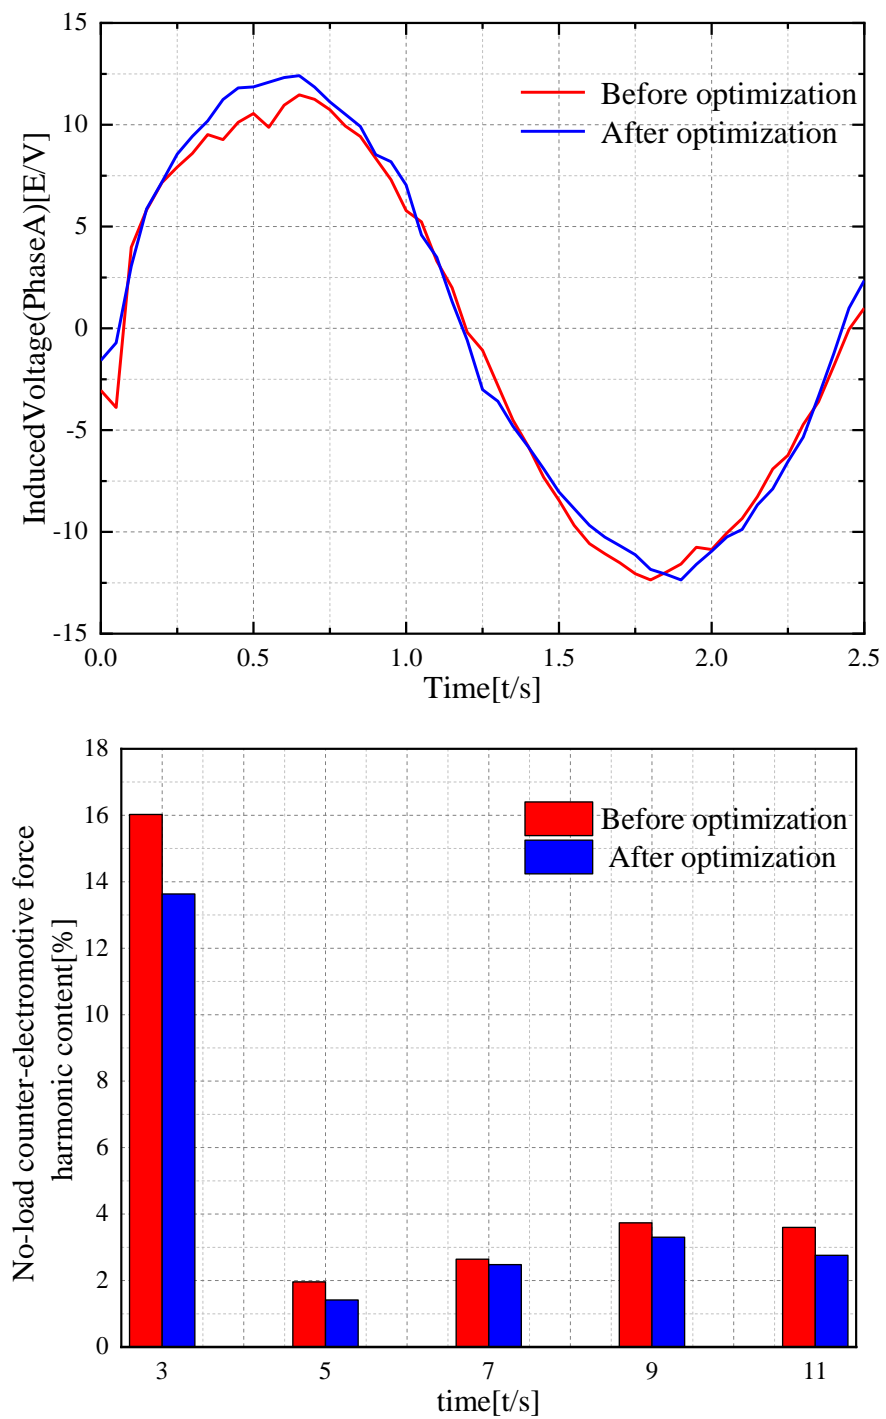 15
10
5
0
-5
-10
-15
InducedVoltage(PhaseA)[E/V]
Before optimization
After optimization
0.0 0.5 1.0 1.5 2.0 2.5
Time[t/s]
18
16
14
12
10
8
6
4
2
0
No-load counter-electromotive force
harmonic content[%]
Before optimization
After optimization
3 5 7 9 11
time[t/s]